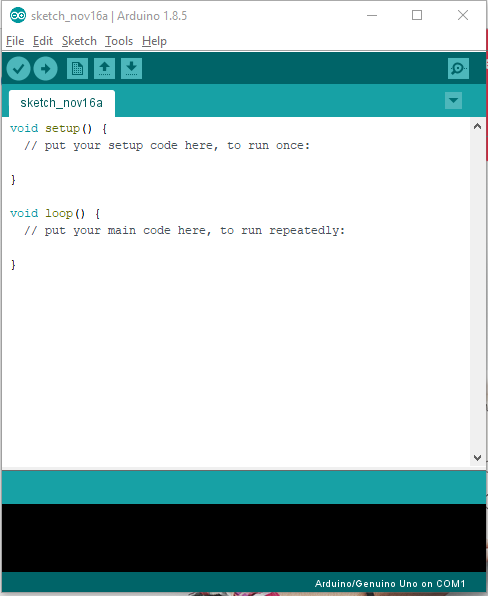 sketch_nov16a | Arduino 1.8.5
File Edit Sketch Tools Help
sketch_nov16a
void setup() {
  // put your setup code here, to run once:
}
void loop() {
  // put your main code here, to run repeatedly:
}
Arduino/Genuino Uno on COM1